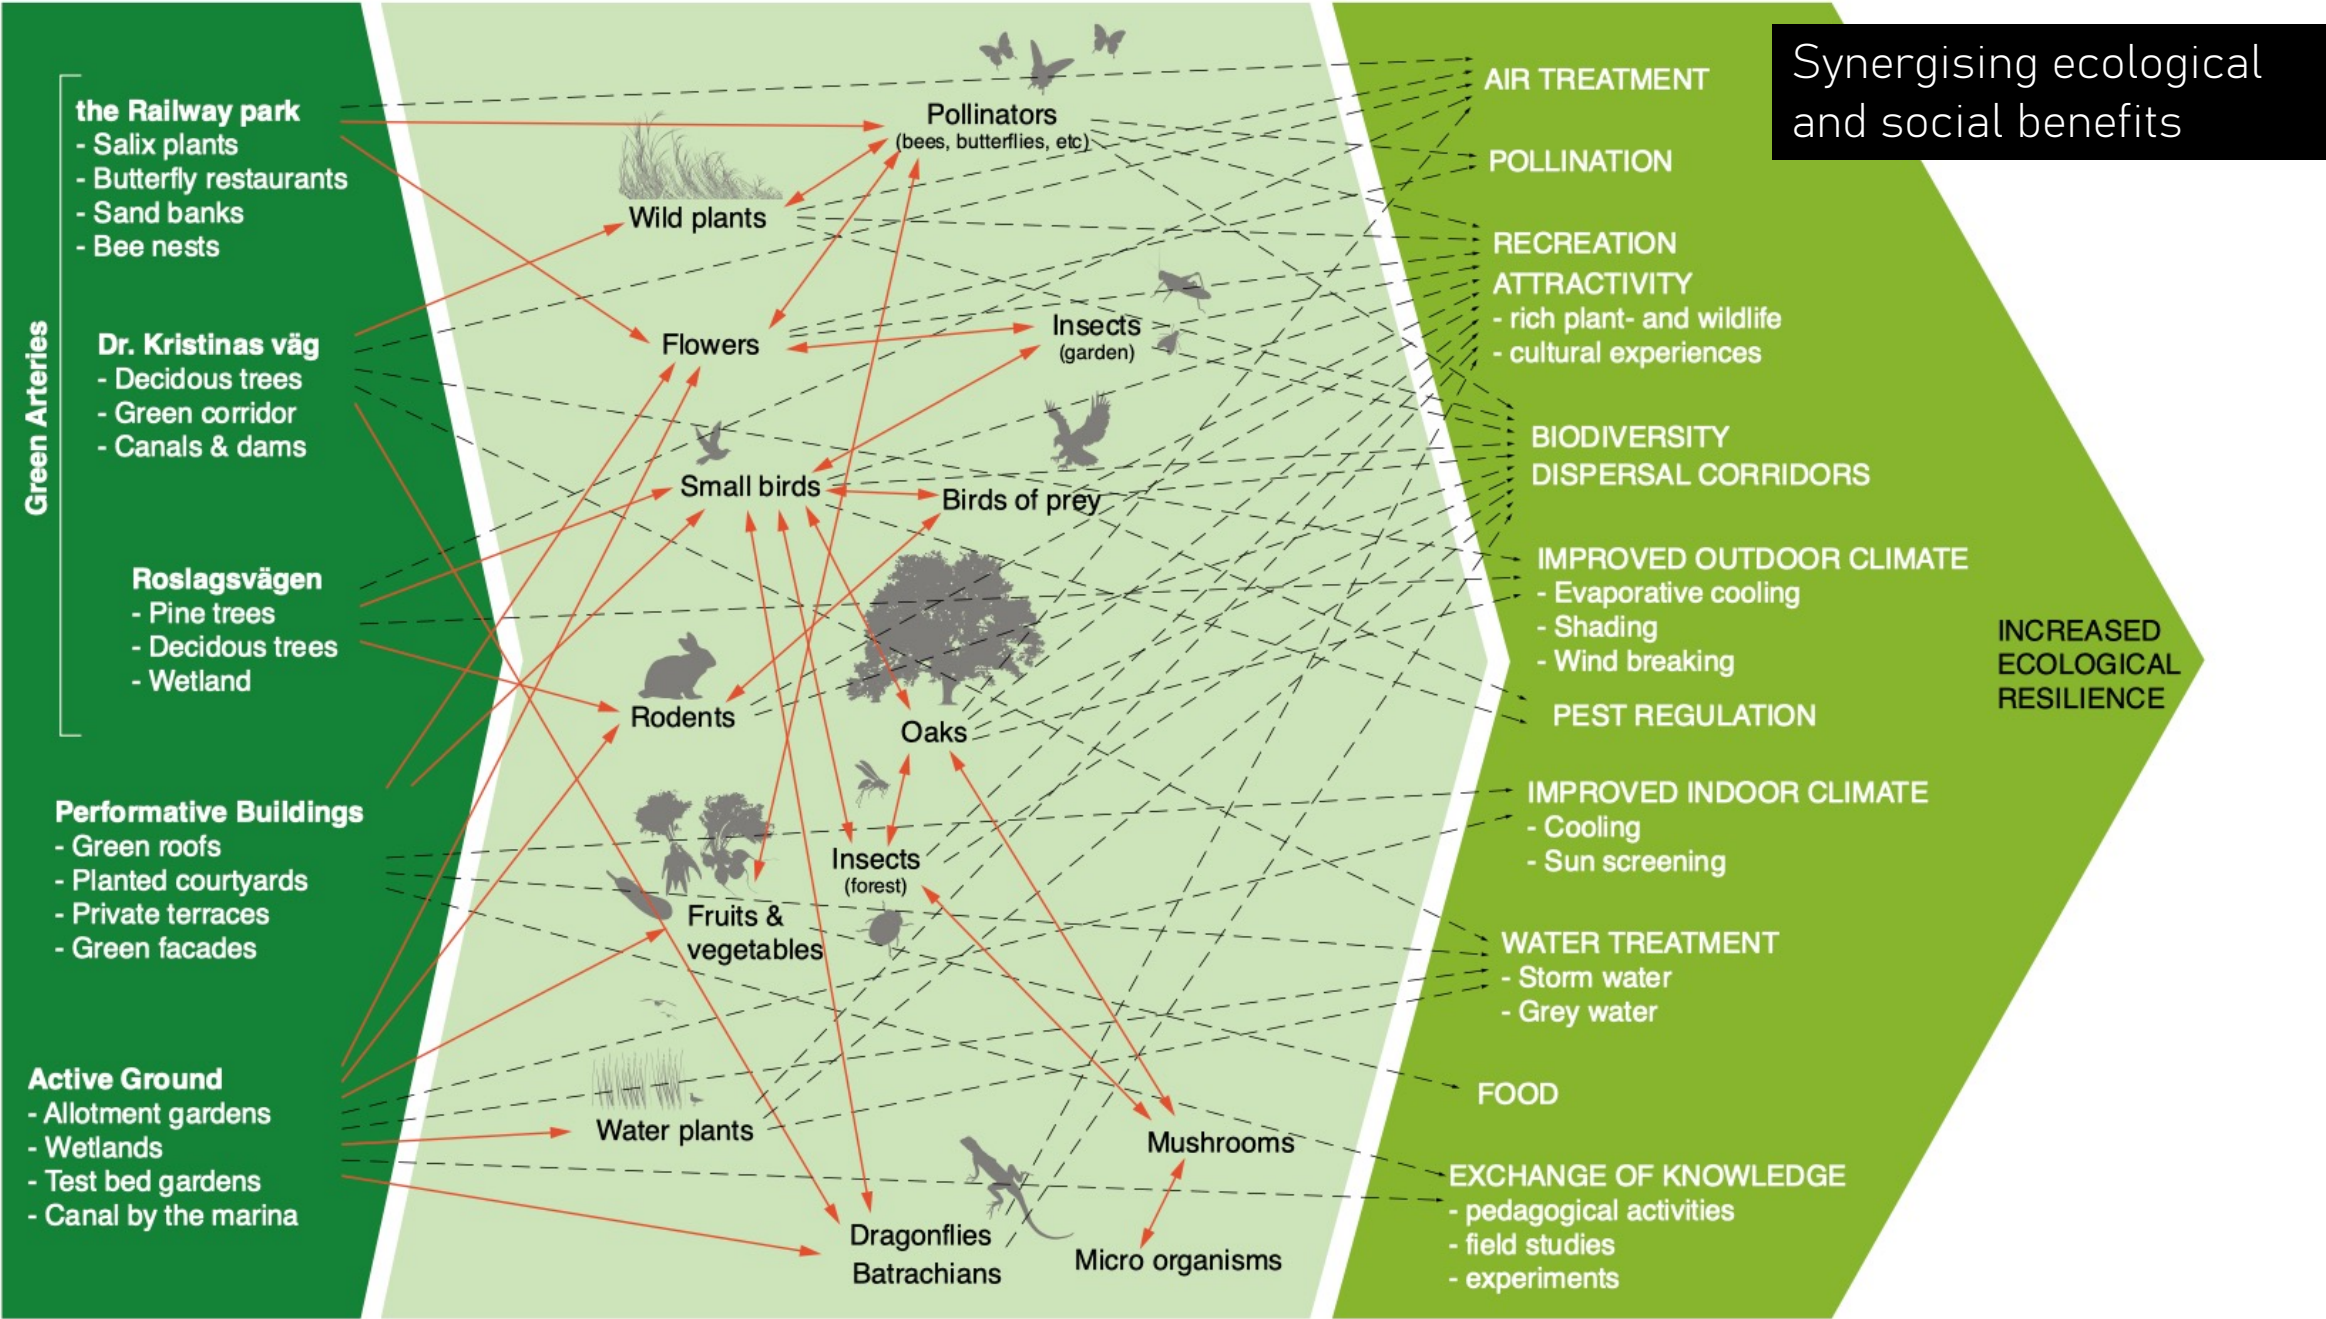 Synergising ecological
and social benefits
Green Arteries
the Railway park
- Salix plants
- Butterfly restaurants
- Sand banks
- Bee nests
Dr. Kristinas väg
- Decidous trees
- Green corridor
- Canals & dams
Roslagsvägen
- Pine trees
- Decidous trees
- Wetland
Performative Buildings
- Green roofs
- Planted courtyards
- Private terraces
- Green facades
Active Ground
- Allotment gardens
- Wetlands
- Test bed gardens
- Canal by the marina
Pollinators
(bees, butterflies, etc)
Wild plants
Flowers
Insects
(garden)
Small birds
Birds of prey
Rodents
Oaks
Insects
(forest)
Fruits &
vegetables
Water plants
Mushrooms
Dragonflies
Batrachians
Micro organisms
AIR TREATMENT
POLLINATION
RECREATION
ATTRACTIVITY
- rich plant- and wildlife
- cultural experiences
BIODIVERSITY
DISPERSAL CORRIDORS
IMPROVED OUTDOOR CLIMATE
- Evaporative cooling
- Shading
- Wind breaking
PEST REGULATION
IMPROVED INDOOR CLIMATE
- Cooling
- Sun screening
WATER TREATMENT
- Storm water
- Grey water
FOOD
EXCHANGE OF KNOWLEDGE
- pedagogical activities
- field studies
- experiments
INCREASED
ECOLOGICAL
RESILIENCE